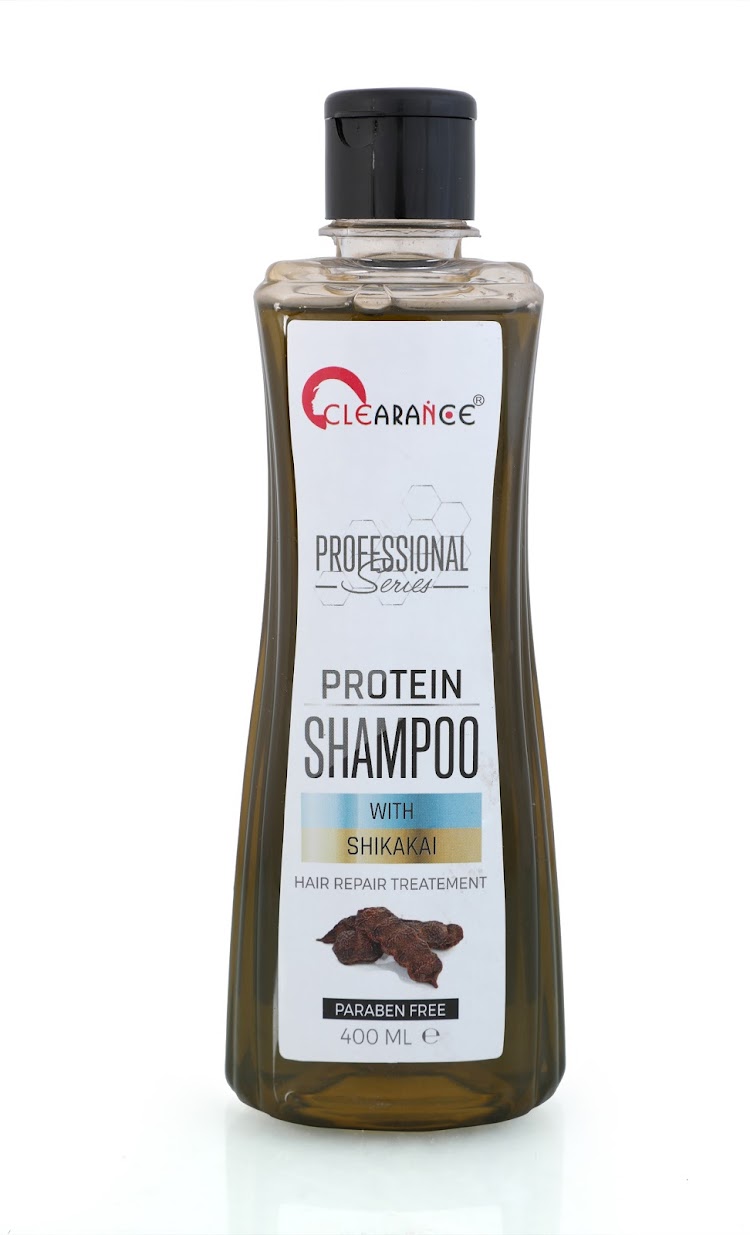 CLEARANCE®
PROFESSIONAL
Series
PROTEIN
SHAMPOO
WITH
SHIKAKAI
HAIR REPAIR TREATEMENT
PARABEN FREE
400 ML ℮